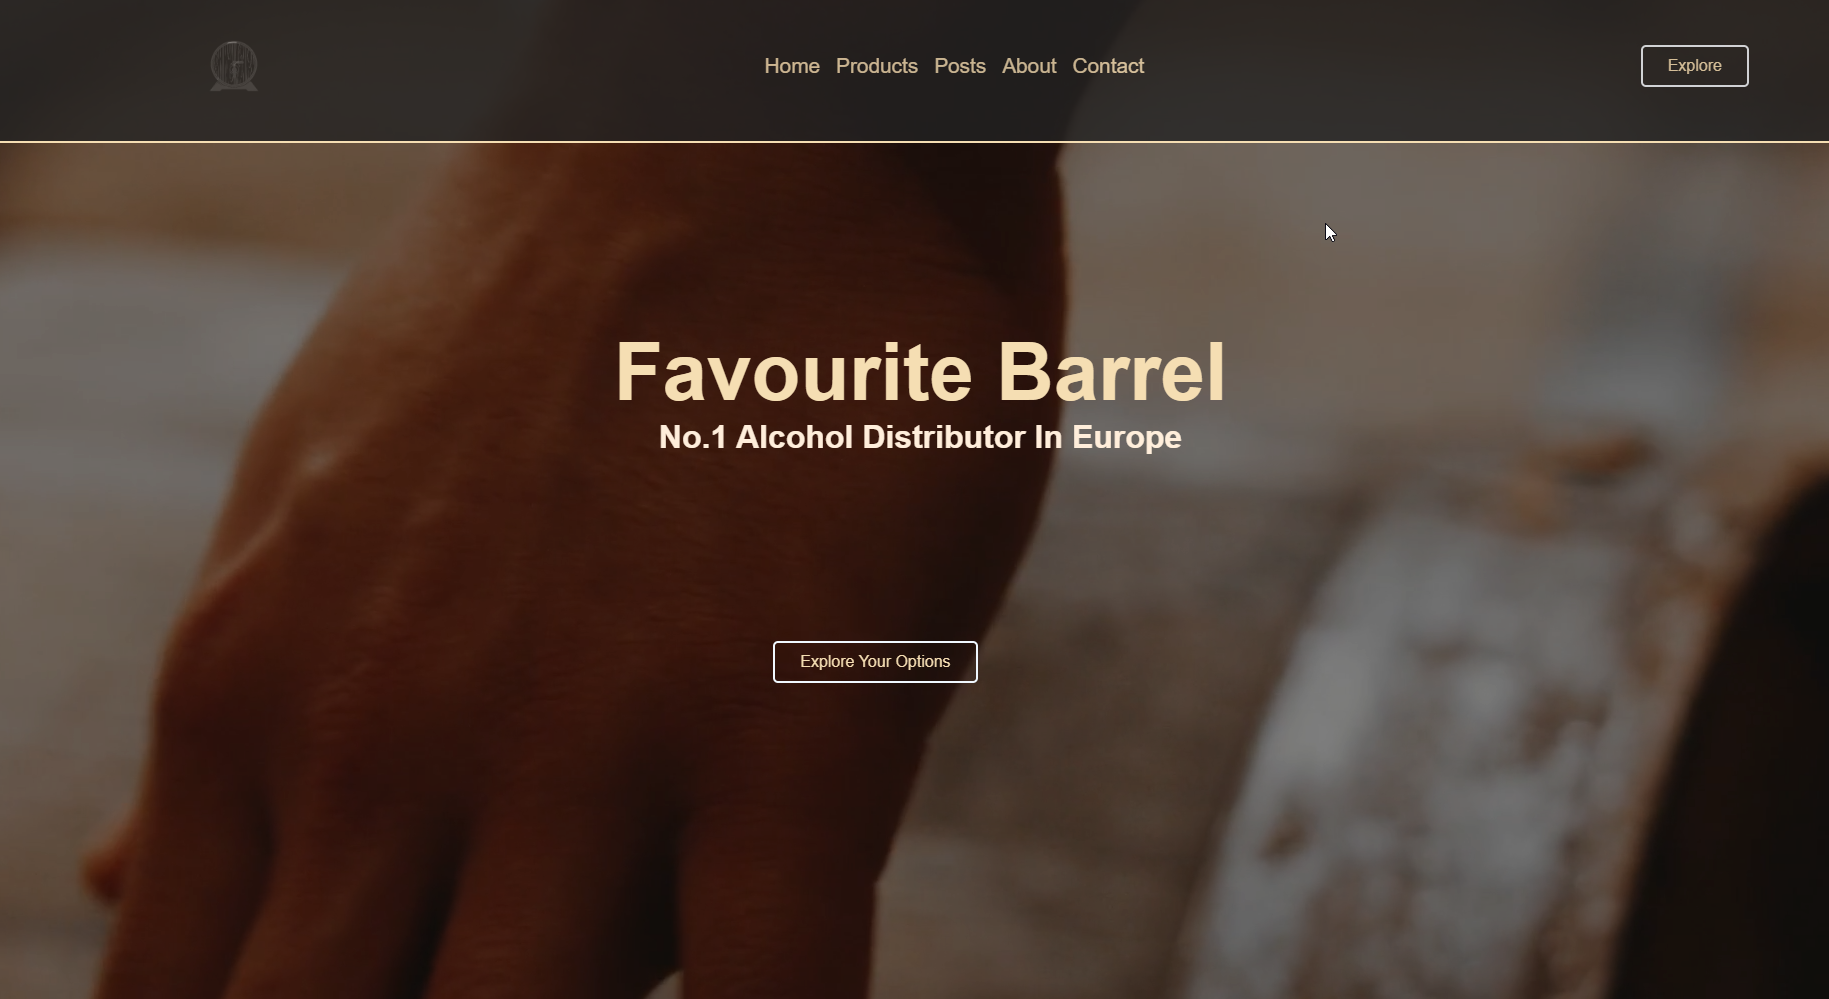 Home Products Posts About Contact
Explore
Favourite Barrel
No.1 Alcohol Distributor In Europe
Explore Your Options